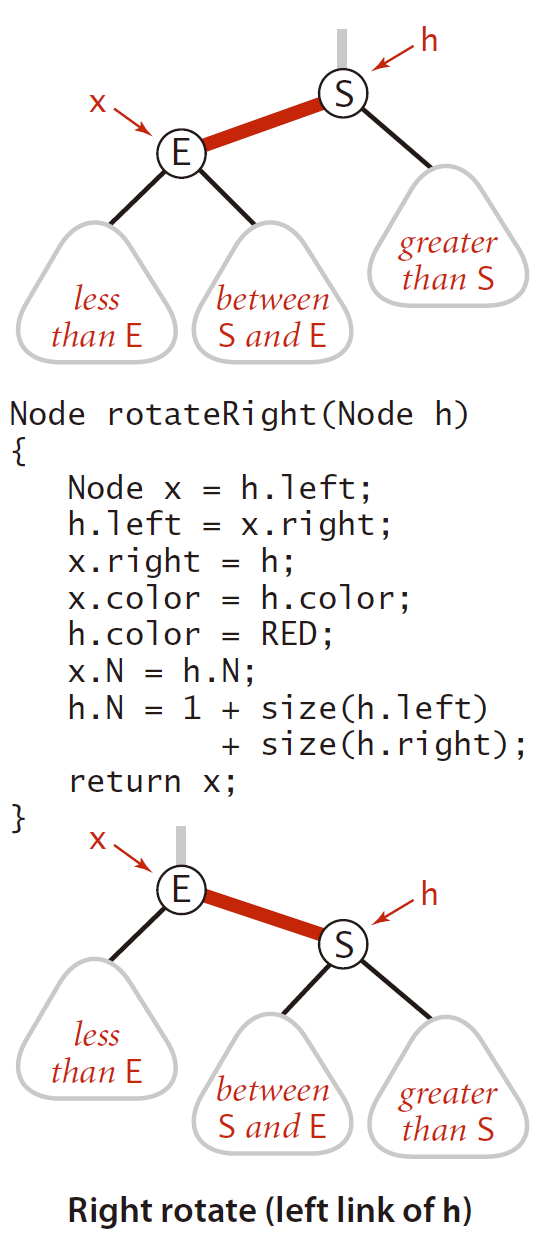 h
S
x
E
greater
than S
less
than E
between
S and E
Node rotateRight(Node h)
{
   Node x = h.left;
   h.left = x.right;
   x.right = h;
   x.color = h.color;
   h.color = RED;
   x.N = h.N;
   h.N = 1 + size(h.left)
           + size(h.right);
   return x;
}
x
E
h
S
less
than E
between
S and E
greater
than S
Right rotate (left link of h)